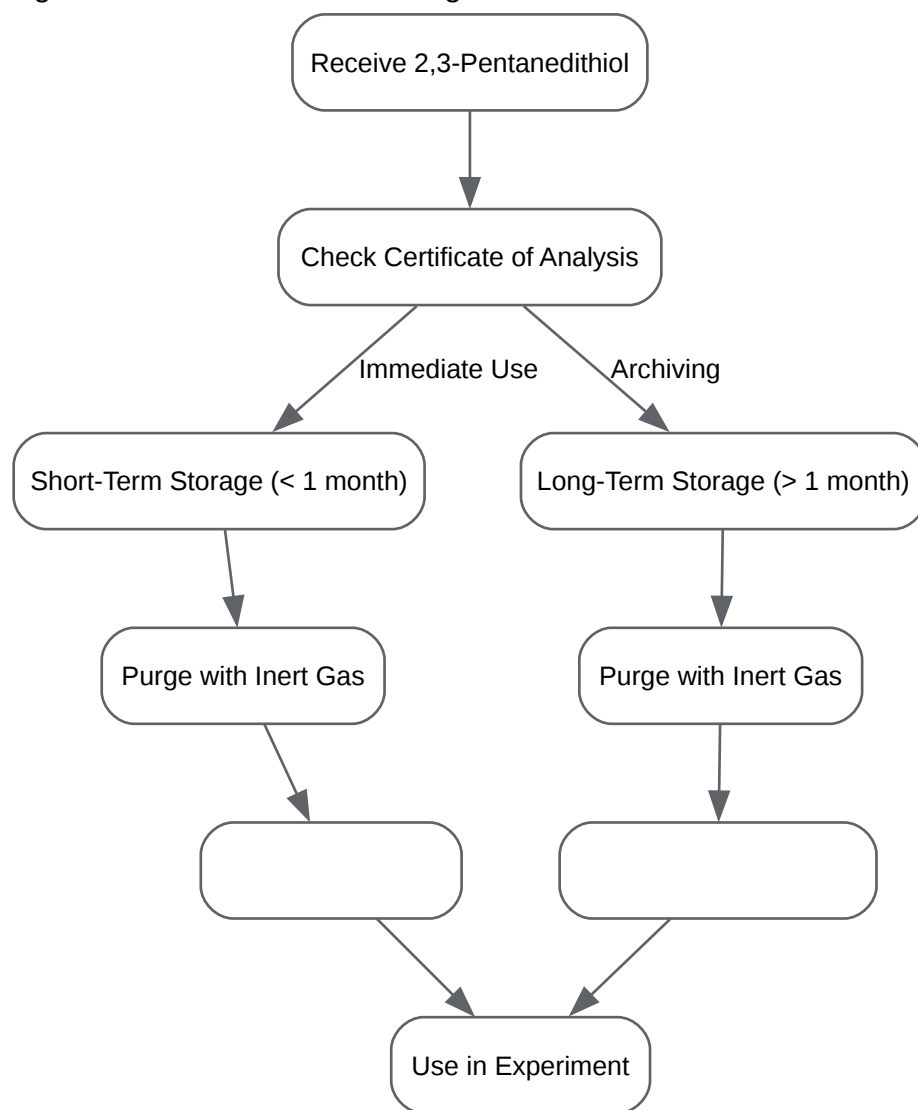 Receive 2,3-Pentanedithiol
Check Certificate of Analysis
Immediate Use
Archiving
Short-Term Storage (< 1 month)
Long-Term Storage (> 1 month)
Purge with Inert Gas
Purge with Inert Gas
Use in Experiment